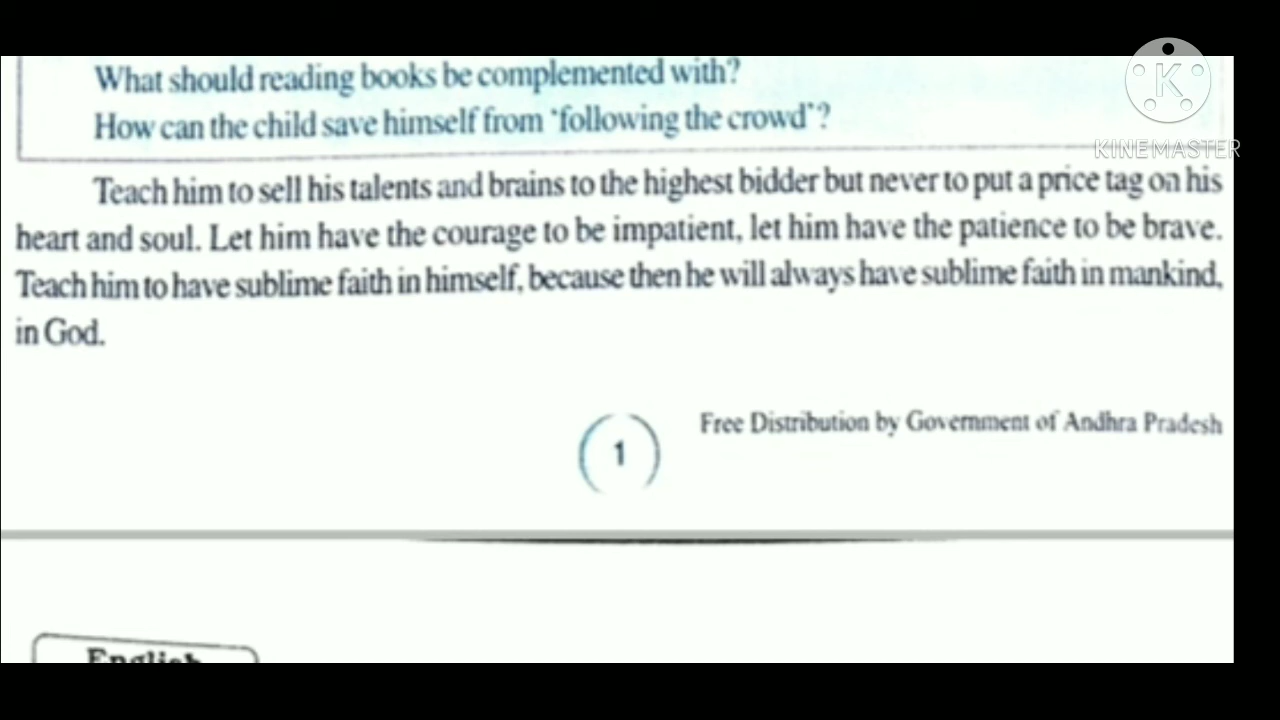 What should reading books be complemented with?
KINEMASTER
How can the child save himself from 'following the crowd'?
Teach him to sell his talents and brains to the highest bidder but never to put a price tag on his
heart and soul. Let him have the courage to be impatient, let him have the patience to be brave.
Teach him to have sublime faith in himself, because then he will always have sublime faith in mankind,
in God.
Free Distribution by Government of Andhra Pradesh
1
English